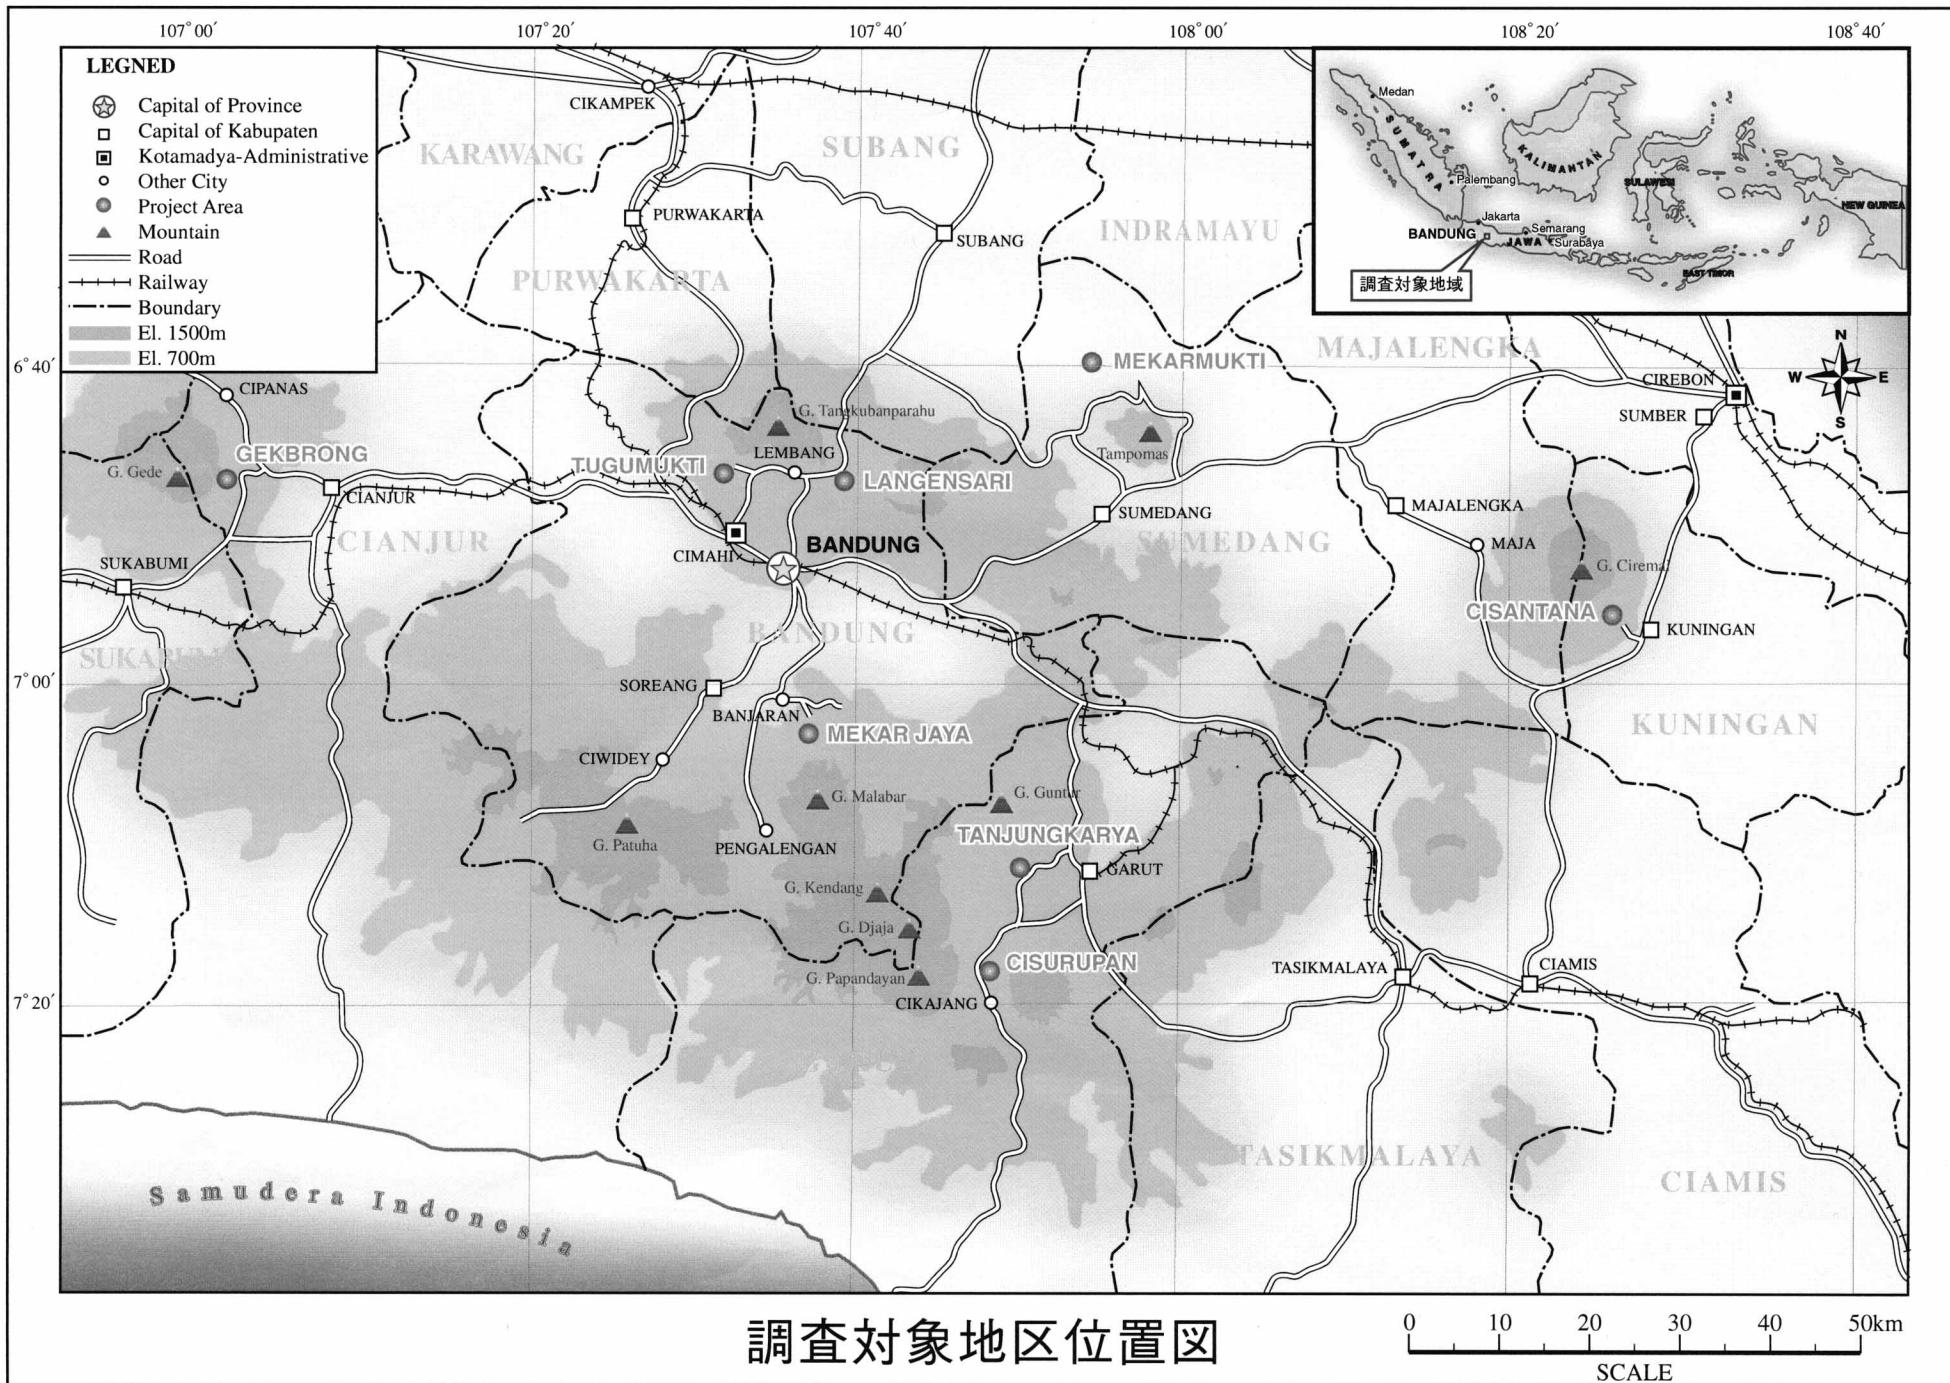 107°00′
107°20′
107°40′
108°00′
108°20′
108°40′
LEGNED
Capital of Province
Capital of Kabupaten
Kotamadya-Administrative
Other City
Project Area
Mountain
Road
Railway
Boundary
El. 1500m
El. 700m
Medan
SUMATRA
KALIMANTAN
Palembang
SULAWESI
NEW GUINEA
Jakarta
BANDUNG
JAWA
Semarang
Surabaya
EAST TIMOR
調査対象地域
CIKAMPEK
KARAWANG
SUBANG
PURWAKARTA
SUBANG
INDRAMAYU
PURWAKARTA
MAJALENGKA
N
W
E
S
6°40′
MEKARMUKTI
CIPANAS
CIREBON
SUMBER
G. Tangkubanparahu
GEKBRONG
G. Gede
TUGUMUKTI
LEMBANG
LANGENSARI
Tampomas
CIANJUR
CIANJUR
MAJALENGKA
SUMEDANG
SUMEDANG
MAJA
CIMAHI
BANDUNG
SUKABUMI
G. Ciremai
CISANTANA
KUNINGAN
BANDUNG
SUKABUMI
7°00′
SOREANG
BANJARAN
MEKAR JAYA
KUNINGAN
CIWIDEY
G. Malabar
G. Guntur
G. Patuha
PENGALENGAN
TANJUNGKARYA
GARUT
G. Kendang
G. Djaja
G. Papandayan
CISURUPAN
CIKAJANG
TASIKMALAYA
CIAMIS
7°20′
TASIKMALAYA
CIAMIS
Samudera Indonesia
調査対象地区位置図
0 10 20 30 40 50km
SCALE